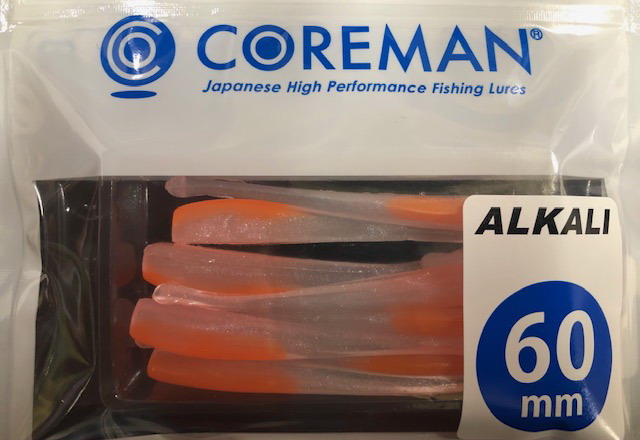 COREMAN®
Japanese High Performance Fishing Lures
ALKALI
60
mm